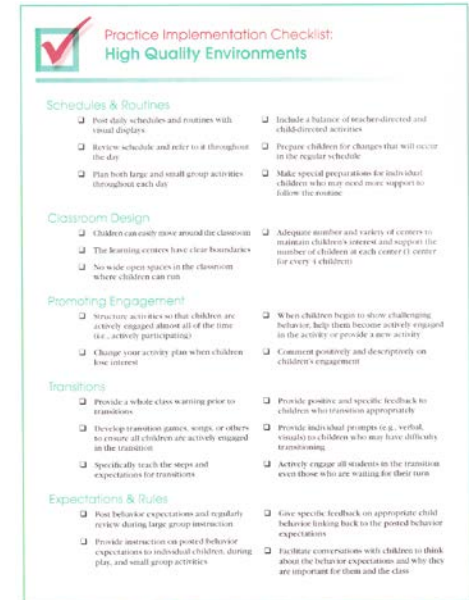 Practice Implementation Checklist:
High Quality Environments
Schedules & Routines
Post daily schedules and routines with
visual displays
Review schedule and refer to it throughout
the day
Plan both large and small group activities
throughout each day
Include a balance of teacher-directed and
child-directed activities
Prepare children for changes that will occur
in the regular schedule
Make special preparations for individual
children who may need more support to
follow the routine
Classroom Design
Children can easily move around the classroom
The learning centers have clear boundaries
No wide open spaces in the classroom
where children can run
Adequate number and variety of centers to
maintain children's interest and support the
number of children at each center (1 center
for every 4 children)
Promoting Engagement
Structure activities so that children are
actively engaged almost all of the time
(i.e., actively participating)
Change your activity plan when children
lose interest
When children begin to show challenging
behavior, help them become actively engaged
in the activity or provide a new activity
Comment positively and descriptively on
children's engagement
Transitions
Provide a whole class warning prior to
transitions
Develop transition games, songs, or others
to ensure all children are actively engaged
in the transition
Specifically teach the steps and
expectations for transitions
Provide positive and specific feedback to
children who transition appropriately
Provide individual prompts (e.g., verbal,
visuals) to children who may have difficulty
transitioning
Actively engage all students in the transition
even those who are waiting for their turn
Expectations & Rules
Post behavior expectations and regularly
review during large group instruction
Provide instruction on posted behavior
expectations to individual children, during
play, and small group activities
Give specific feedback on appropriate child
behavior linking back to the posted behavior
expectations
Facilitate conversations with children to think
about the behavior expectations and why they
are important for them and the class